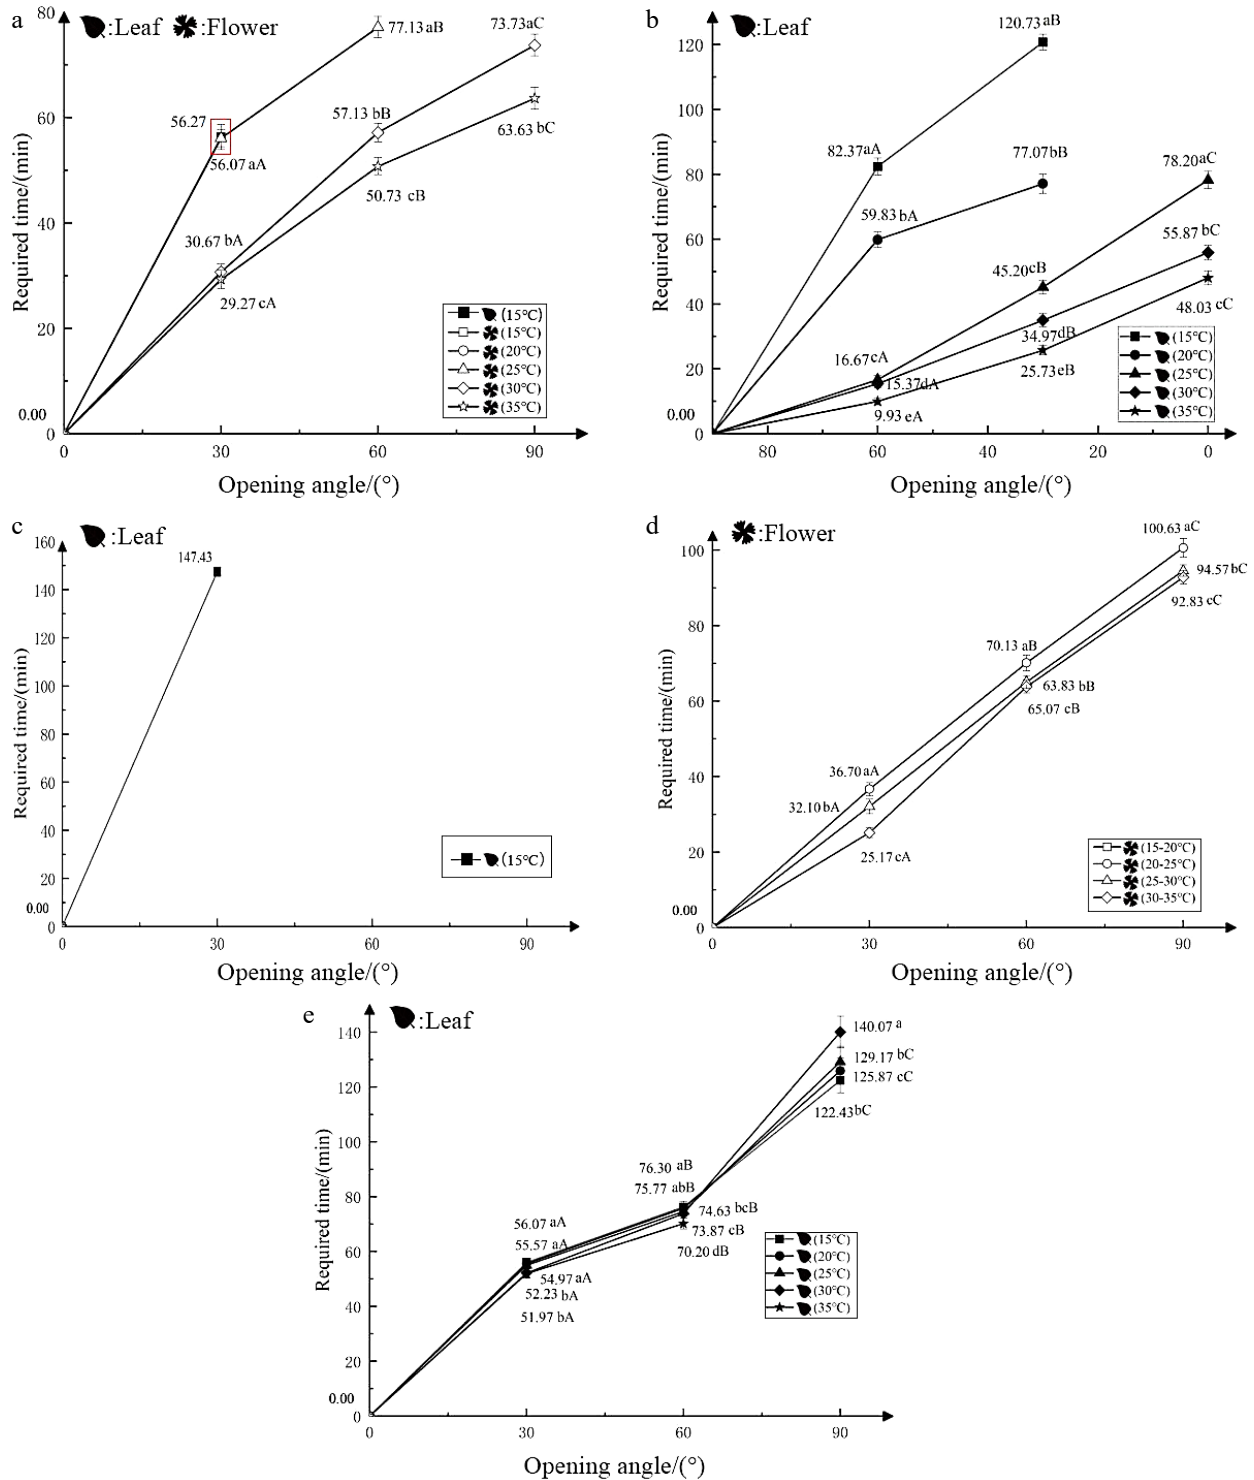 a
:Leaf :Flower
80
60
40
20
0.00
0
0
30
60
90
Required time/(min)
Opening angle/(°)
56.27
56.07 aA
77.13 aB
73.73aC
57.13 bB
63.63 bC
50.73 cB
30.67 bA
29.27 cA
(15°C)
(15°C)
(20°C)
(25°C)
(30°C)
(35°C)
b
:Leaf
120
100
80
60
40
20
0.00
0
80
60
40
20
0
Required time/(min)
Opening angle/(°)
120.73 aB
82.37aA
77.07bB
78.20aC
59.83 bA
55.87 bC
45.20cB
48.03 cC
34.97dB
16.67cA
25.73eB
15.37dA
9.93 eA
(15°C)
(20°C)
(25°C)
(30°C)
(35°C)
c
:Leaf
160
140
120
100
80
60
40
20
0.00
0
0
30
60
90
Required time/(min)
Opening angle/(°)
147.43
(15°C)
d
:Flower
100
80
60
40
20
0.00
0
0
30
60
90
Required time/(min)
Opening angle/(°)
100.63 aC
94.57 bC
92.83 cC
70.13 aB
63.83 bB
65.07 cB
36.70 aA
32.10 bA
25.17 cA
(15-20°C)
(20-25°C)
(25-30°C)
(30-35°C)
e
:Leaf
140
120
100
80
60
40
20
0.00
0
0
30
60
90
Required time/(min)
Opening angle/(°)
140.07 a
129.17 bC
125.87 cC
122.43bC
76.30 aB
75.77 abB
74.63 bcB
73.87 cB
70.20 dB
56.07 aA
55.57 aA
54.97 aA
52.23 bA
51.97 bA
(15°C)
(20°C)
(25°C)
(30°C)
(35°C)